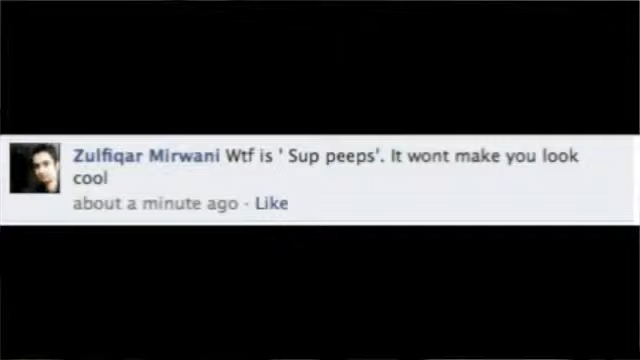 Zulfiqar Mirwani Wtf is ' Sup peeps'. It wont make you look
cool
about a minute ago · Like